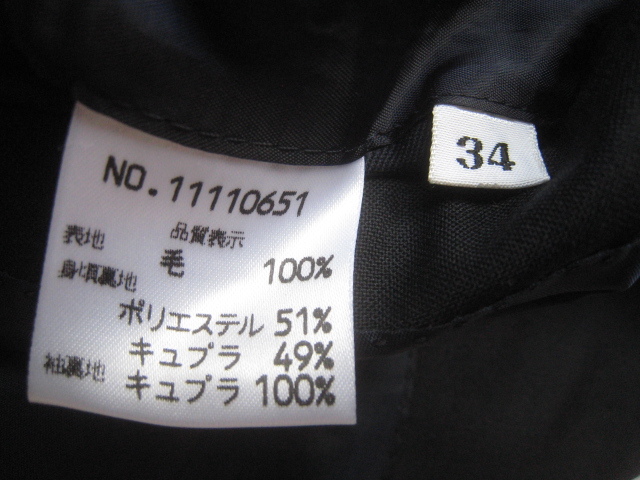 NO.11110651
品質表示
表地 毛 100%
身頃裏地
ポリエステル 51%
キュプラ 49%
袖裏地 キュプラ 100%
34